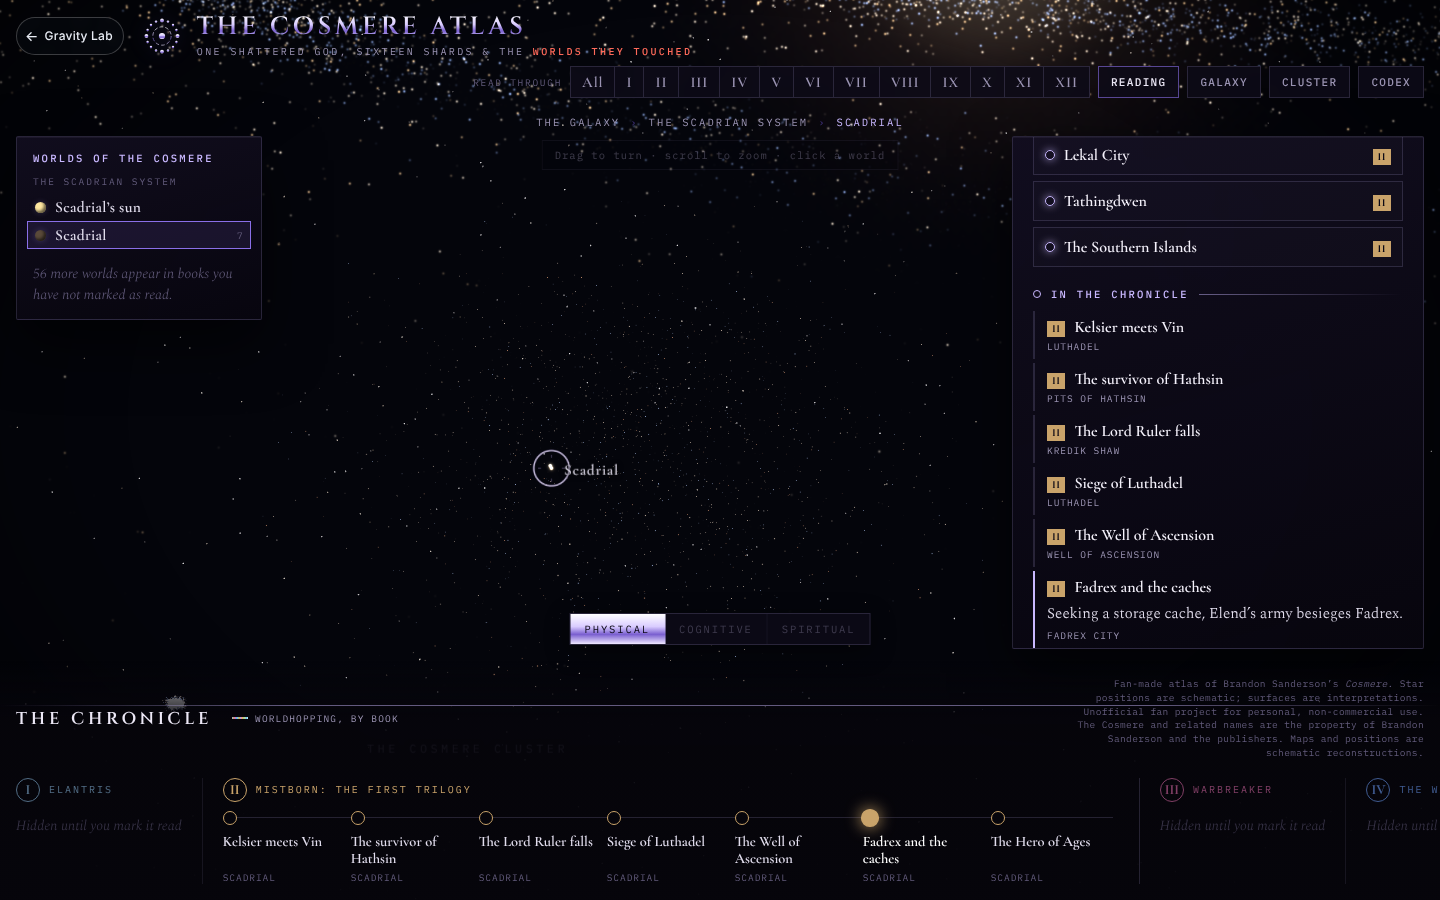 ← Gravity Lab
THE COSMERE ATLAS
ONE SHATTERED GOD, SIXTEEN SHARDS & THE WORLDS THEY TOUCHED
READ THROUGH
All I II III IV V VI VII VIII IX X XI XII
READING GALAXY CLUSTER CODEX
THE GALAXY THE SCADRIAN SYSTEM SCADRIAL
Drag to turn · scroll to zoom · click a world
WORLDS OF THE COSMERE
THE SCADRIAN SYSTEM
Scadrial's sun
Scadrial 7
56 more worlds appear in books you
have not marked as read.
Scadrial
PHYSICAL COGNITIVE SPIRITUAL
Lekal City II
Tathingdwen II
The Southern Islands II
IN THE CHRONICLE
II Kelsier meets Vin
LUTHADEL
II The survivor of Hathsin
PITS OF HATHSIN
II The Lord Ruler falls
KREDIK SHAW
II Siege of Luthadel
LUTHADEL
II The Well of Ascension
WELL OF ASCENSION
II Fadrex and the caches
Seeking a storage cache, Elend's army besieges Fadrex.
FADREX CITY
Fan-made atlas of Brandon Sanderson's Cosmere. Star
positions are schematic; surfaces are interpretations.
Unofficial fan project for personal, non-commercial use.
The Cosmere and related names are the property of Brandon
Sanderson and the publishers. Maps and positions are
schematic reconstructions.
THE CHRONICLE
WORLDHOPPING, BY BOOK
THE COSMERE CLUSTER
I ELANTRIS
Hidden until you mark it read
II MISTBORN: THE FIRST TRILOGY
Kelsier meets Vin
SCADRIAL
The survivor of
Hathsin
SCADRIAL
The Lord Ruler falls
SCADRIAL
Siege of Luthadel
SCADRIAL
The Well of
Ascension
SCADRIAL
Fadrex and the
caches
SCADRIAL
The Hero of Ages
SCADRIAL
III WARBREAKER
Hidden until you mark it read
IV THE W
Hidden until